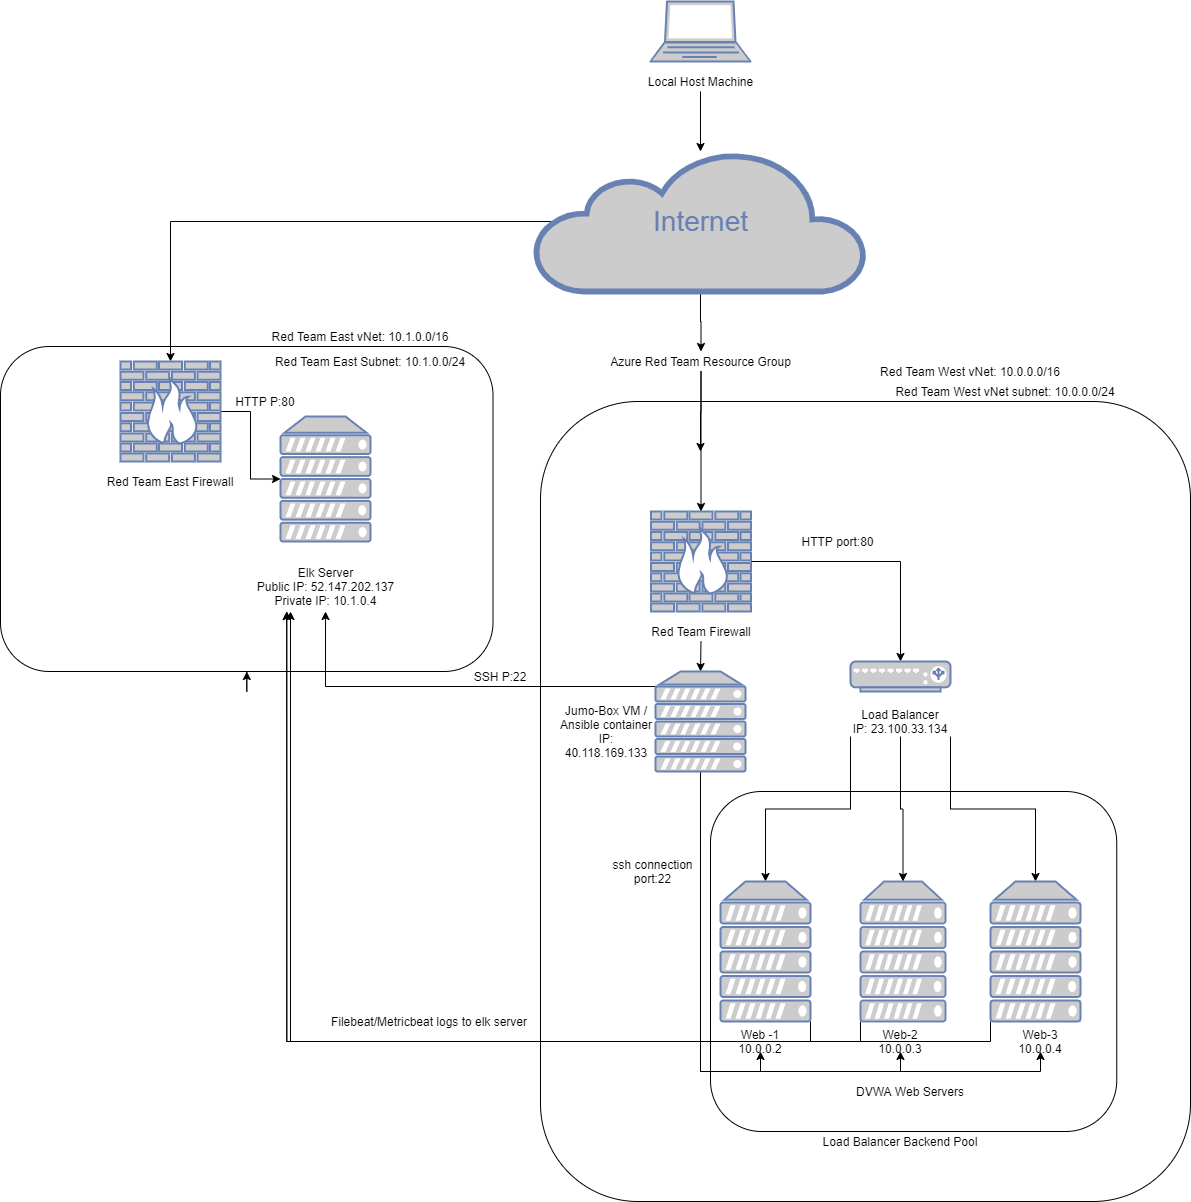 Local Host Machine
Internet
Red Team East vNet: 10.1.0.0/16
Red Team East Subnet: 10.1.0.0/24
Azure Red Team Resource Group
Red Team West vNet: 10.0.0.0/16
Red Team West vNet subnet: 10.0.0.0/24
HTTP P:80
Red Team East Firewall
Elk Server
Public IP: 52.147.202.137
Private IP: 10.1.0.4
HTTP port:80
Red Team Firewall
SSH P:22
Jumo-Box VM /
Ansible container
IP:
40.118.169.133
Load Balancer
IP: 23.100.33.134
ssh connection
port:22
Filebeat/Metricbeat logs to elk server
Web -1
10.0.0.2
Web-2
10.0.0.3
Web-3
10.0.0.4
DVWA Web Servers
Load Balancer Backend Pool